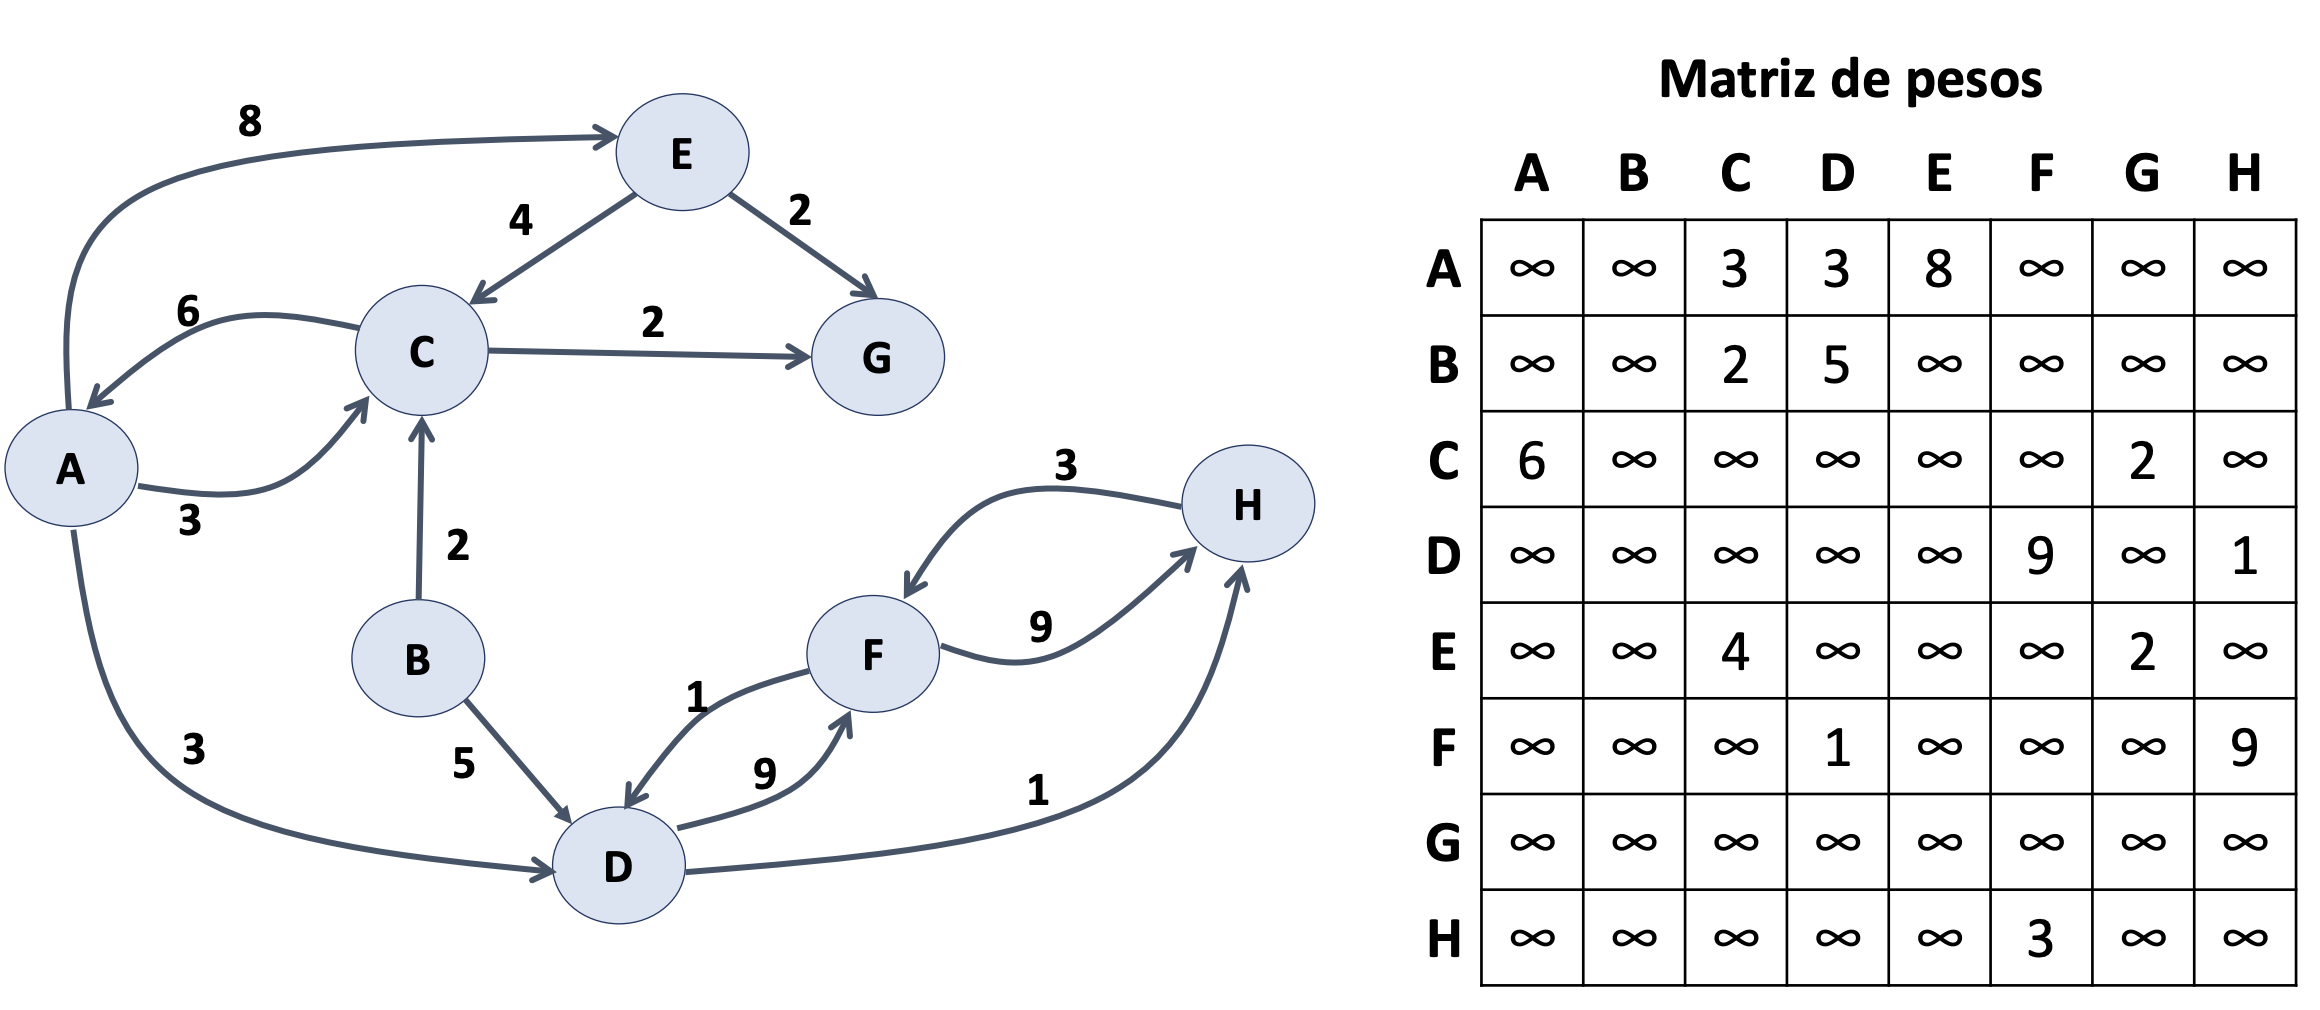 Matriz de pesos
A B C D E F G H
A ∞ ∞ 3 3 8 ∞ ∞ ∞
B ∞ ∞ 2 5 ∞ ∞ ∞ ∞
C 6 ∞ ∞ ∞ ∞ ∞ 2 ∞
D ∞ ∞ ∞ ∞ ∞ 9 ∞ 1
E ∞ ∞ 4 ∞ ∞ ∞ 2 ∞
F ∞ ∞ ∞ 1 ∞ ∞ ∞ 9
G ∞ ∞ ∞ ∞ ∞ ∞ ∞ ∞
H ∞ ∞ ∞ ∞ ∞ 3 ∞ ∞
8
E
4
2
6
2
C
G
A
3
3
H
2
9
B
F
1
5
3
9
1
D